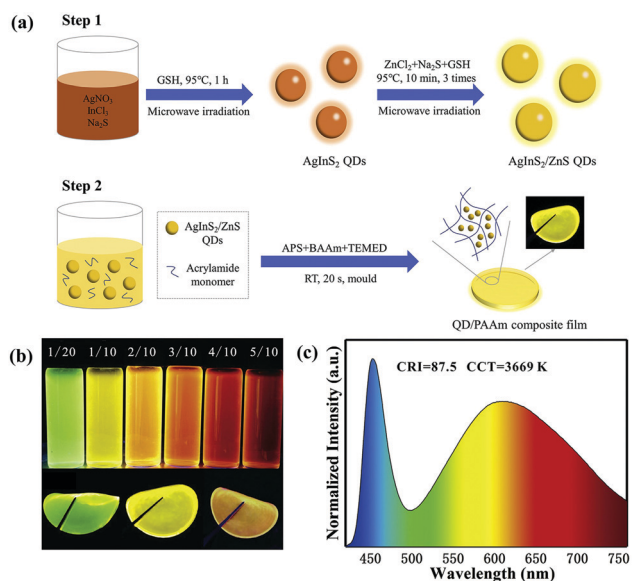 (a)
Step 1
AgNO₃
InCl₃
Na₂S
GSH, 95℃, 1 h
Microwave irradiation
AgInS₂ QDs
ZnCl₂+Na₂S+GSH
95℃, 10 min, 3 times
Microwave irradiation
AgInS₂/ZnS QDs
Step 2
AgInS₂/ZnS
QDs
Acrylamide
monomer
APS+BAAm+TEMED
RT, 20 s, mould
QD/PAAm composite film
(b)
1/20 1/10 2/10 3/10 4/10 5/10
(c)
CRI=87.5 CCT=3669 K
Normalized Intensity (a.u.)
450 500 550 600 650 700 750
Wavelength (nm)